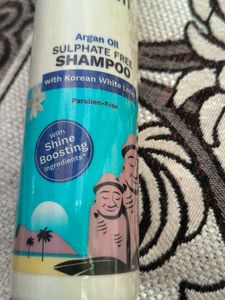 Argan Oil
SULPHATE FREE
SHAMPOO
with Korean White
Paraben-Free
With
Shine
Boosting
Ingredients*